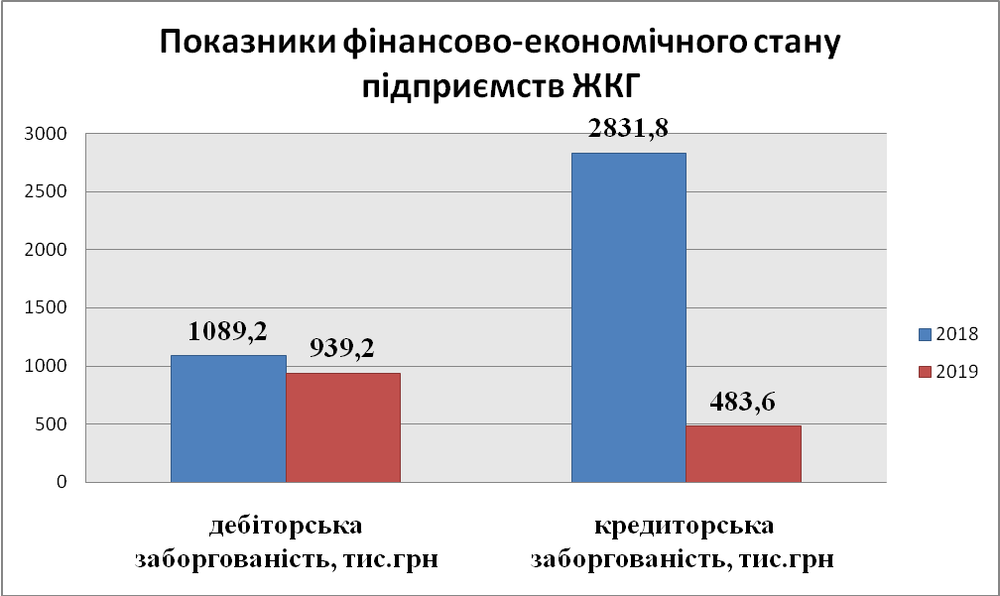 Показники фінансово-економічного стану
підприємств ЖКГ
3000
2500
2000
1500
1000
500
0
1089,2
939,2
2831,8
483,6
дебіторська
заборгованість, тис.грн
кредиторська
заборгованість, тис.грн
2018
2019